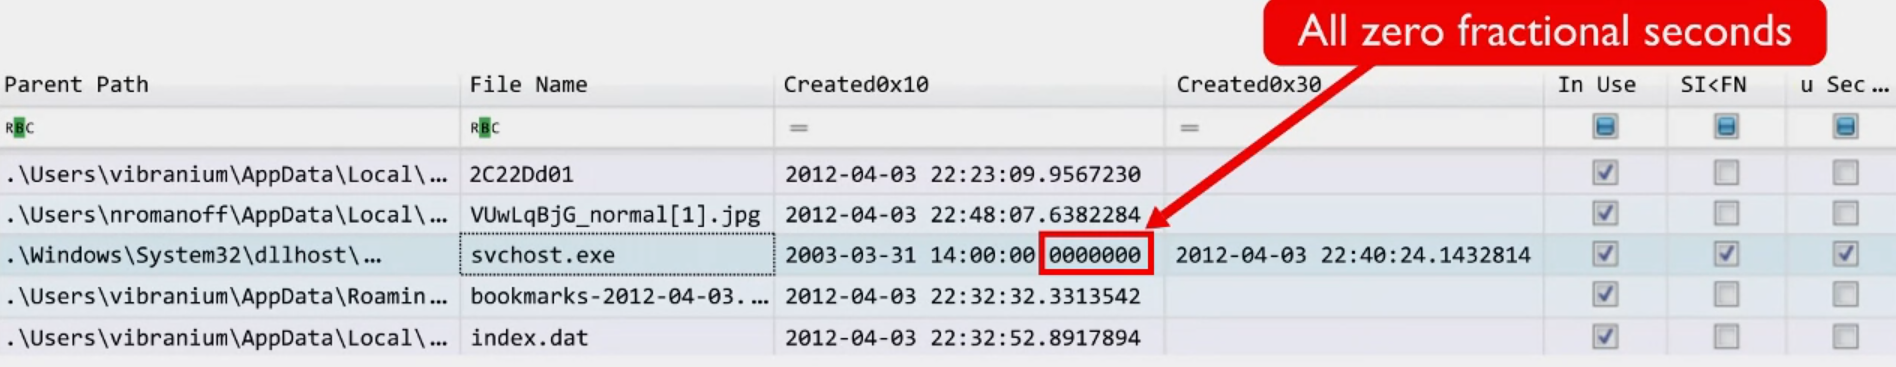 All zero fractional seconds
Parent Path File Name Created0x10 Created0x30 In Use SI<FN u Sec…
RBC RBC = =
.\Users\vibranium\AppData\Local\… 2C22Dd01 2012-04-03 22:23:09.9567230
.\Users\nromanoff\AppData\Local\… VUwLqBjG_normal[1].jpg 2012-04-03 22:48:07.6382284
.\Windows\System32\dllhost\… svchost.exe 2003-03-31 14:00:00 0000000 2012-04-03 22:40:24.1432814
.\Users\vibranium\AppData\Roamin… bookmarks-2012-04-03.… 2012-04-03 22:32:32.3313542
.\Users\vibranium\AppData\Local\… index.dat 2012-04-03 22:32:52.8917894